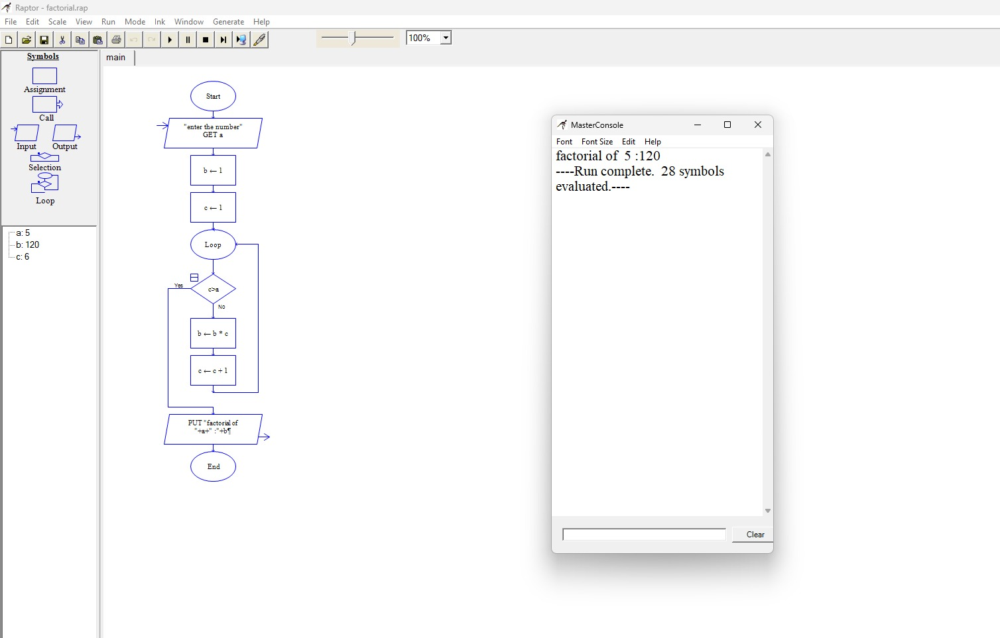 Raptor - factorial.rap
File Edit Scale View Run Mode Ink Window Generate Help
100%
Symbols
Assignment
Call
Input Output
Selection
Loop
a: 5
b: 120
c: 6
main
Start
"enter the number"
GET a
b ← 1
c ← 1
Loop
Yes
c>a
No
b ← b * c
c ← c + 1
PUT "factorial of
"+a+" :"+b¶
End
MasterConsole
Font Font Size Edit Help
factorial of  5 :120
----Run complete.  28 symbols
evaluated.----
Clear